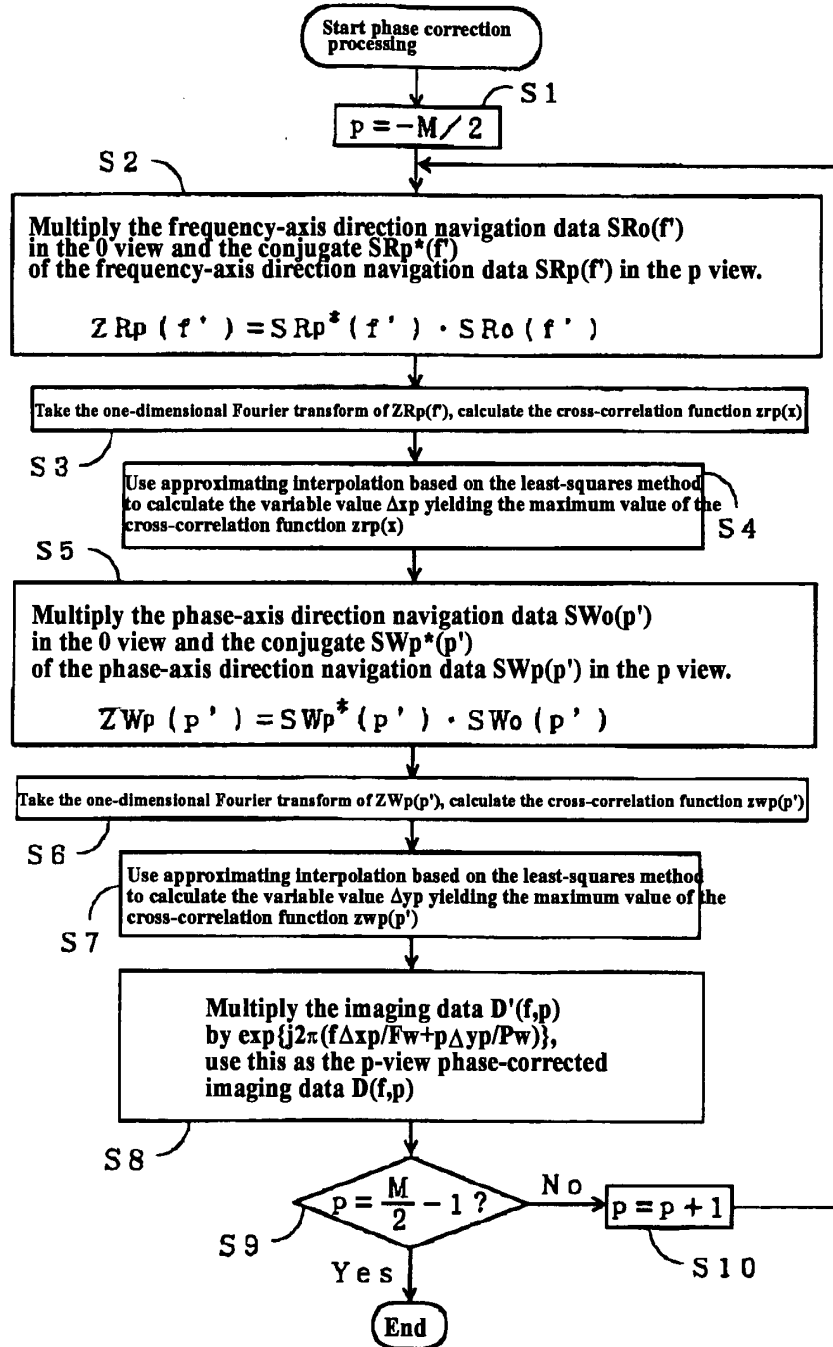 Start phase correction
processing
S1
p=-M/2
S2
Multiply the frequency-axis direction navigation data SRo(f')
in the 0 view and the conjugate SRp*(f')
of the frequency-axis direction navigation data SRp(f') in the p view.
ZRp(f')=SRp*(f')·SRo(f')
Take the one-dimensional Fourier transform of ZRp(f'), calculate the cross-correlation function zrp(x)
S3
Use approximating interpolation based on the least-squares method
to calculate the variable value Δxp yielding the maximum value of the
cross-correlation function zrp(x)
S4
S5
Multiply the phase-axis direction navigation data SWo(p')
in the 0 view and the conjugate SWp*(p')
of the phase-axis direction navigation data SWp(p') in the p view.
ZWp(p')=SWp*(p')·SWo(p')
Take the one-dimensional Fourier transform of ZWp(p'), calculate the cross-correlation function zwp(p')
S6
Use approximating interpolation based on the least-squares method
to calculate the variable value Δyp yielding the maximum value of the
cross-correlation function zwp(p')
S7
Multiply the imaging data D'(f,p)
by exp{j2π(fΔxp/Fw+pΔyp/Pw)},
use this as the p-view phase-corrected
imaging data D(f,p)
S8
p=M/2-1?
No
p=p+1
S9
S10
Yes
End